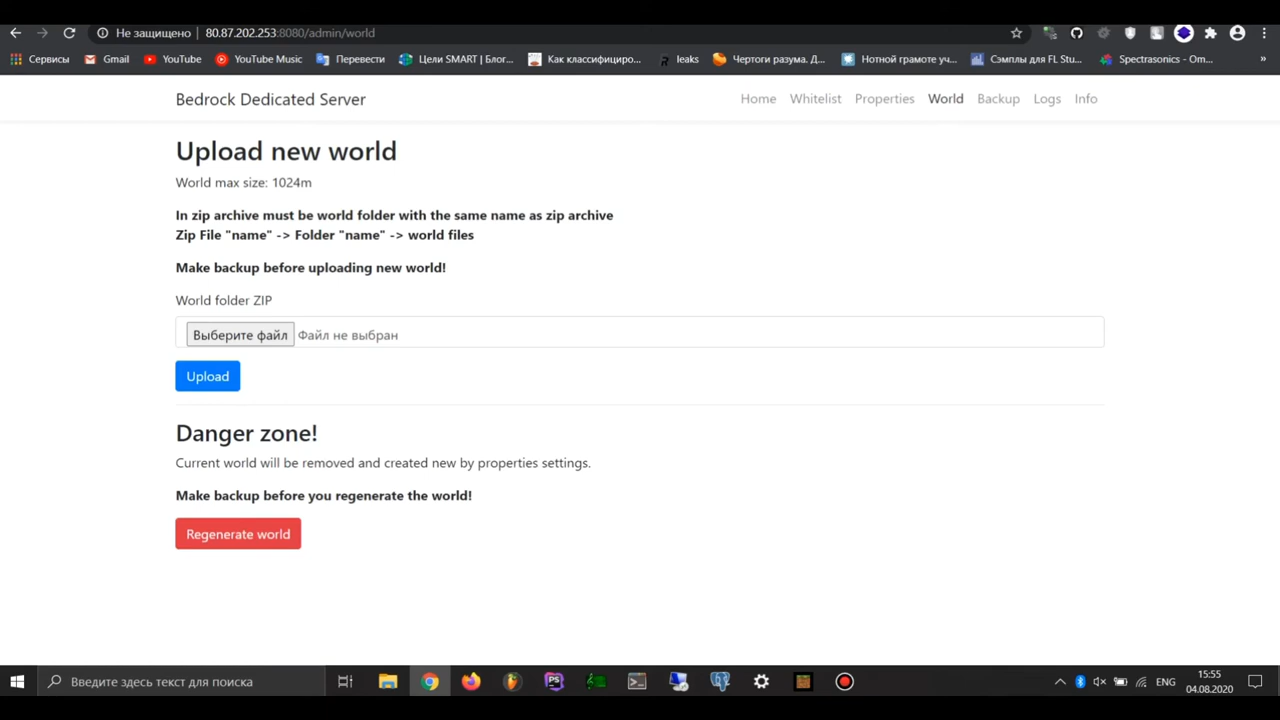 Не защищено 80.87.202.253:8080/admin/world
Сервисы Gmail YouTube YouTube Music Перевести Цели SMART | Блог... Как классифициро... leaks Чертоги разума. Д... Нотной грамоте уч... Сэмплы для FL Stu... Spectrasonics - Om... »
Bedrock Dedicated Server Home Whitelist Properties World Backup Logs Info
Upload new world
World max size: 1024m
In zip archive must be world folder with the same name as zip archive
Zip File "name" -> Folder "name" -> world files
Make backup before uploading new world!
World folder ZIP
Выберите файл Файл не выбран
Upload
Danger zone!
Current world will be removed and created new by properties settings.
Make backup before you regenerate the world!
Regenerate world
Введите здесь текст для поиска PS ENG 15:55
04.08.2020